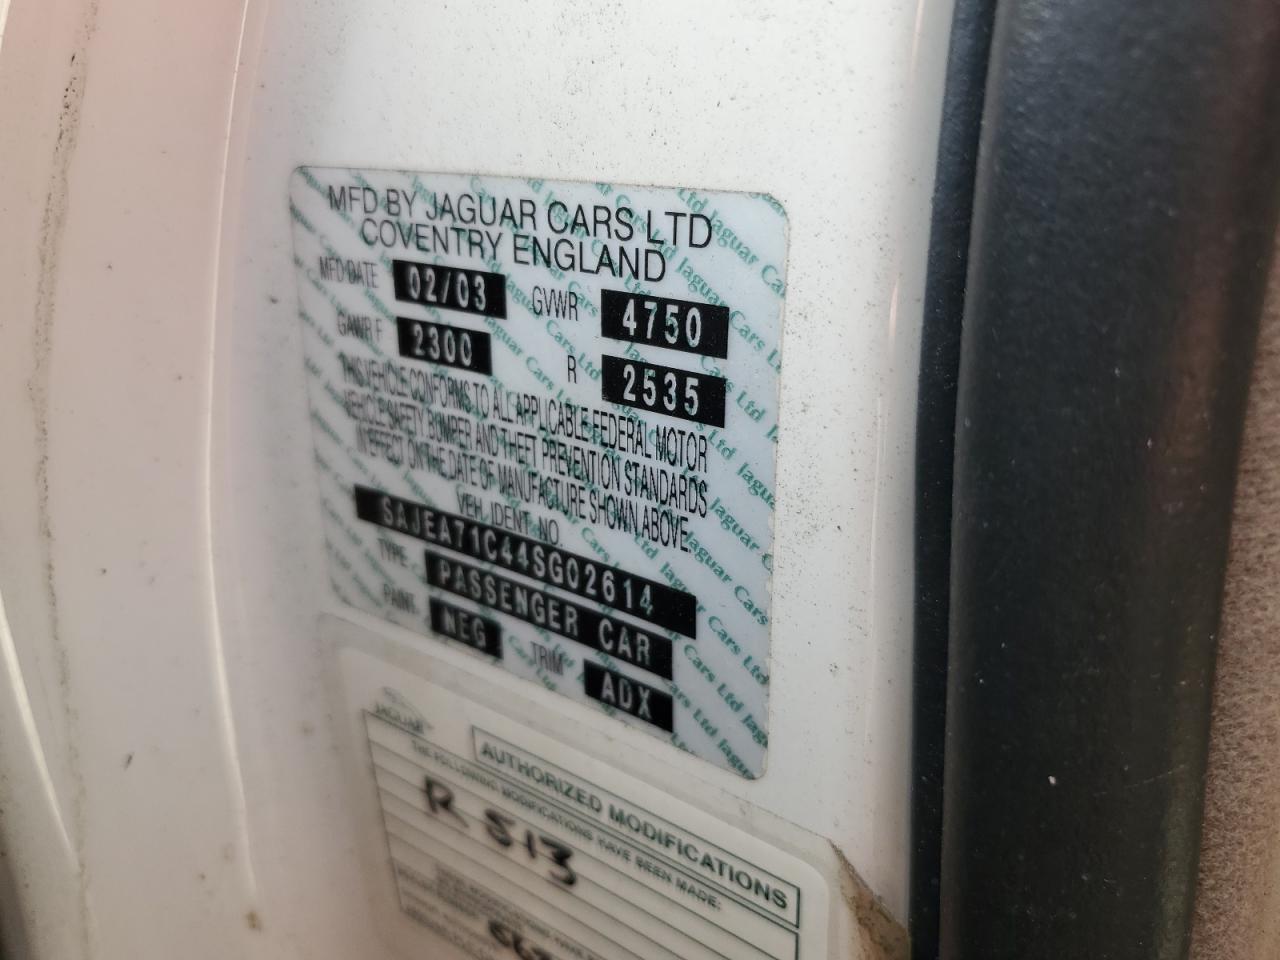 MFD BY JAGUAR CARS LTD
COVENTRY ENGLAND
MFD DATE 02/03 GVWR 4750
GAWR F 2300 R 2535
THIS VEHICLE CONFORMS TO ALL APPLICABLE FEDERAL MOTOR
VEHICLE SAFETY BUMPER AND THEFT PREVENTION STANDARDS
IN EFFECT ON THE DATE OF MANUFACTURE SHOWN ABOVE.
VEH. IDENT. NO.
SAJEA71C44SG02614
TYPE PASSENGER CAR
PAINT NEG TRIM ADX
JAGUAR
AUTHORIZED MODIFICATIONS
THE FOLLOWING MODIFICATIONS HAVE BEEN MADE:
R 513